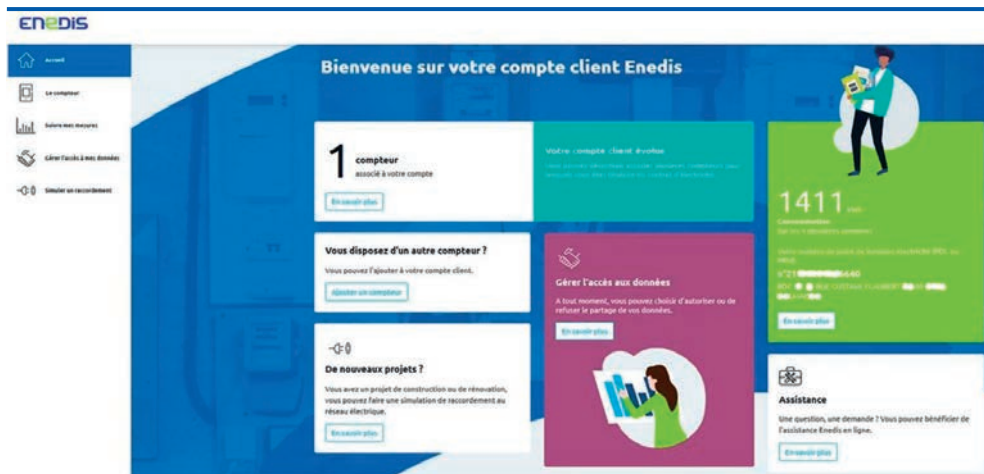 ENEDIS
Accueil
Le compteur
Suivre mes mesures
Gérer l'accès à mes données
Simuler un raccordement
Bienvenue sur votre compte client Enedis
1 compteur
associé à votre compte
En savoir plus
Votre compte client évolue
Vous disposez d'un autre compteur ?
Vous pouvez l'ajouter à votre compte client.
Ajouter un compteur
De nouveaux projets ?
Vous avez un projet de construction ou de rénovation,
vous pouvez faire une simulation de raccordement au
réseau électrique.
En savoir plus
Gérer l'accès aux données
A tout moment, vous pouvez choisir d'autoriser ou de
refuser le partage de vos données.
En savoir plus
1411
Consommation
En savoir plus
Assistance
Une question, une demande ? Vous pouvez bénéficier de
l'assistance Enedis en ligne.
En savoir plus